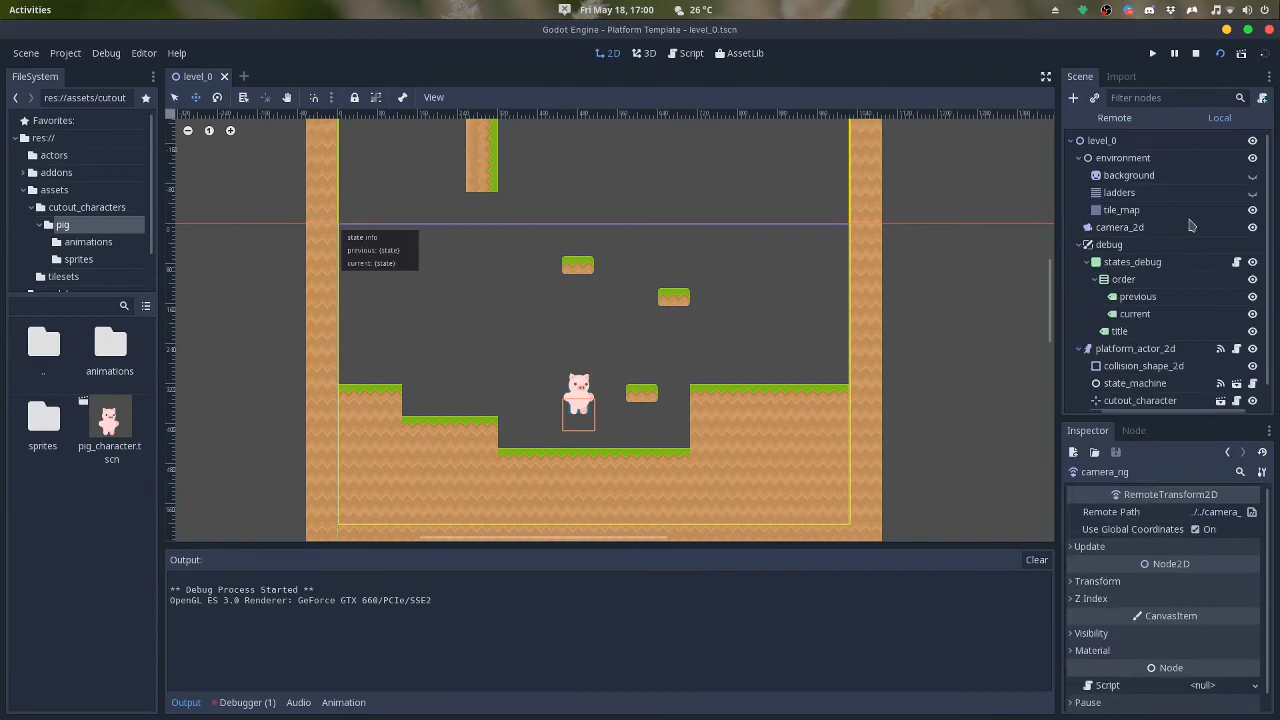 Activities
Fri May 18, 17:00
26 °C
Godot Engine - Platform Template - level_0.tscn
Scene Project Debug Editor Help
2D 3D Script AssetLib
FileSystem
res://assets/cutout
Favorites:
res://
actors
addons
assets
cutout_characters
pig
animations
sprites
tilesets
..
animations
sprites
pig_character.t
scn
level_0
View
state info
previous: {state}
current: {state}
Output:
Clear
** Debug Process Started **
OpenGL ES 3.0 Renderer: GeForce GTX 660/PCIe/SSE2
Output Debugger (1) Audio Animation
Scene Import
Filter nodes
Remote Local
level_0
environment
background
ladders
tile_map
camera_2d
debug
states_debug
order
previous
current
title
platform_actor_2d
collision_shape_2d
state_machine
cutout_character
Inspector Node
camera_rig
RemoteTransform2D
Remote Path ../../camera_
Use Global Coordinates On
Update
Node2D
Transform
Z Index
CanvasItem
Visibility
Material
Node
Script <null>
Pause